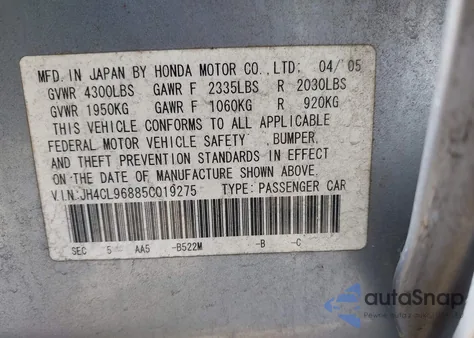 MFD. IN JAPAN BY HONDA MOTOR CO., LTD: 04/ 05
GVWR 4300LBS GAWR F 2335LBS R 2030LBS
GVWR 1950KG GAWR F 1060KG R 920KG
THIS VEHICLE CONFORMS TO ALL APPLICABLE
FEDERAL MOTOR VEHICLE SAFETY ,BUMPER,
AND THEFT PREVENTION STANDARDS IN EFFECT
ON THE DATE OF MANUFACTURE SHOWN ABOVE.
V.I.N:JH4CL96885C019275 TYPE: PASSENGER CAR
SEC 5 AA5 -B522M -B -C
autoSnap